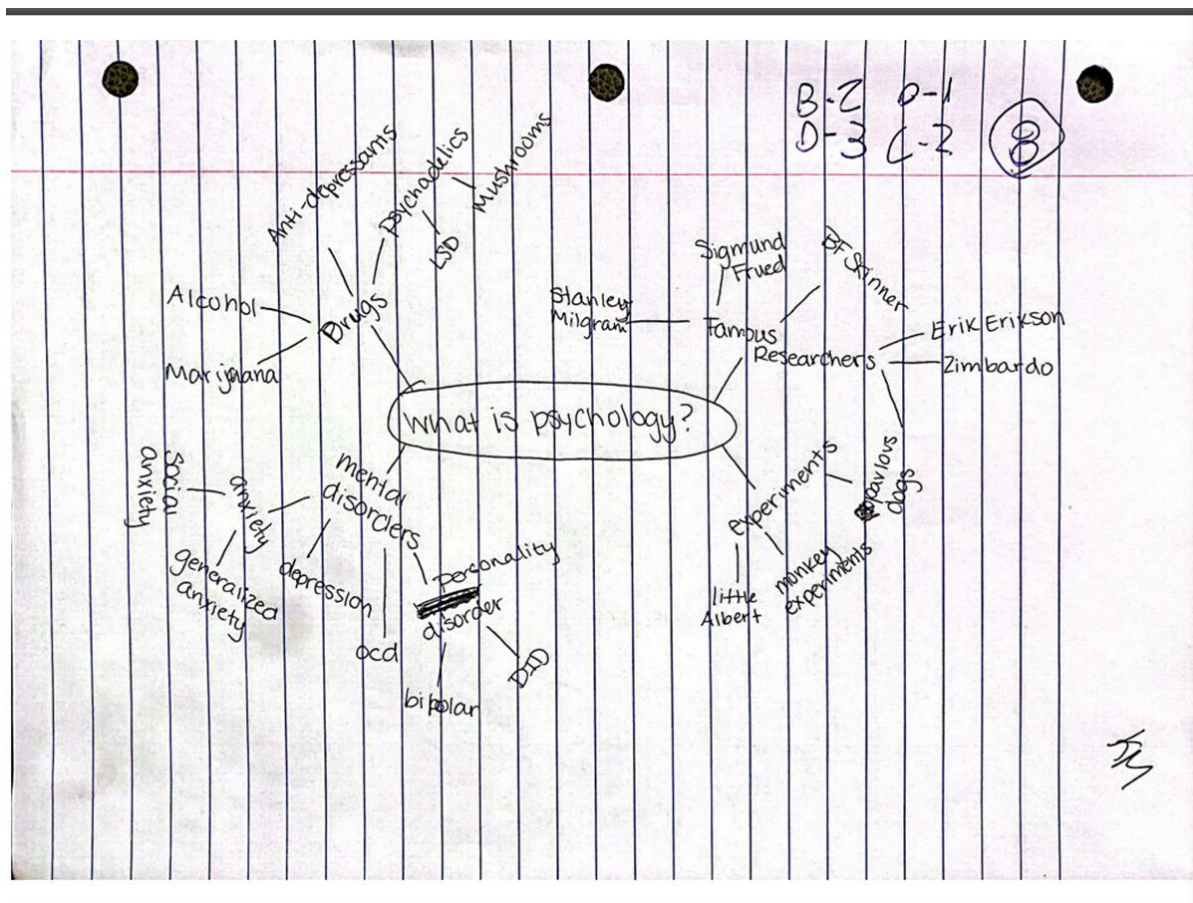 B-2 D-1
D-3 C-2
8
Anti-depressants
psychadelics
Mushrooms
LSD
Alcohol
Drugs
Marijuana
Sigmund
Frued
BF Skinner
Stanley
Milgram
Famous
Researchers
Erik Erikson
Zimbardo
pavlovs
dogs
what is psychology?
mental
disorders
anxiety
social
anxiety
generalized
anxiety
depression
ocd
personality
disorder
bipolar
DID
experiments
little
Albert
monkey
experiments